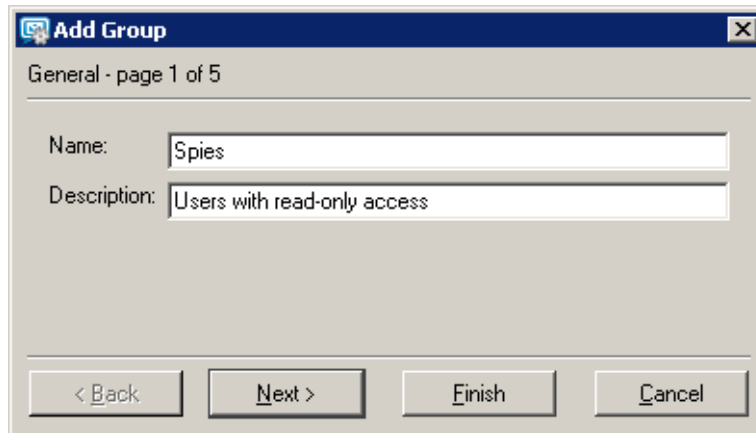 Add Group
General - page 1 of 5
Name: Spies
Description: Users with read-only access
< Back Next > Finish Cancel